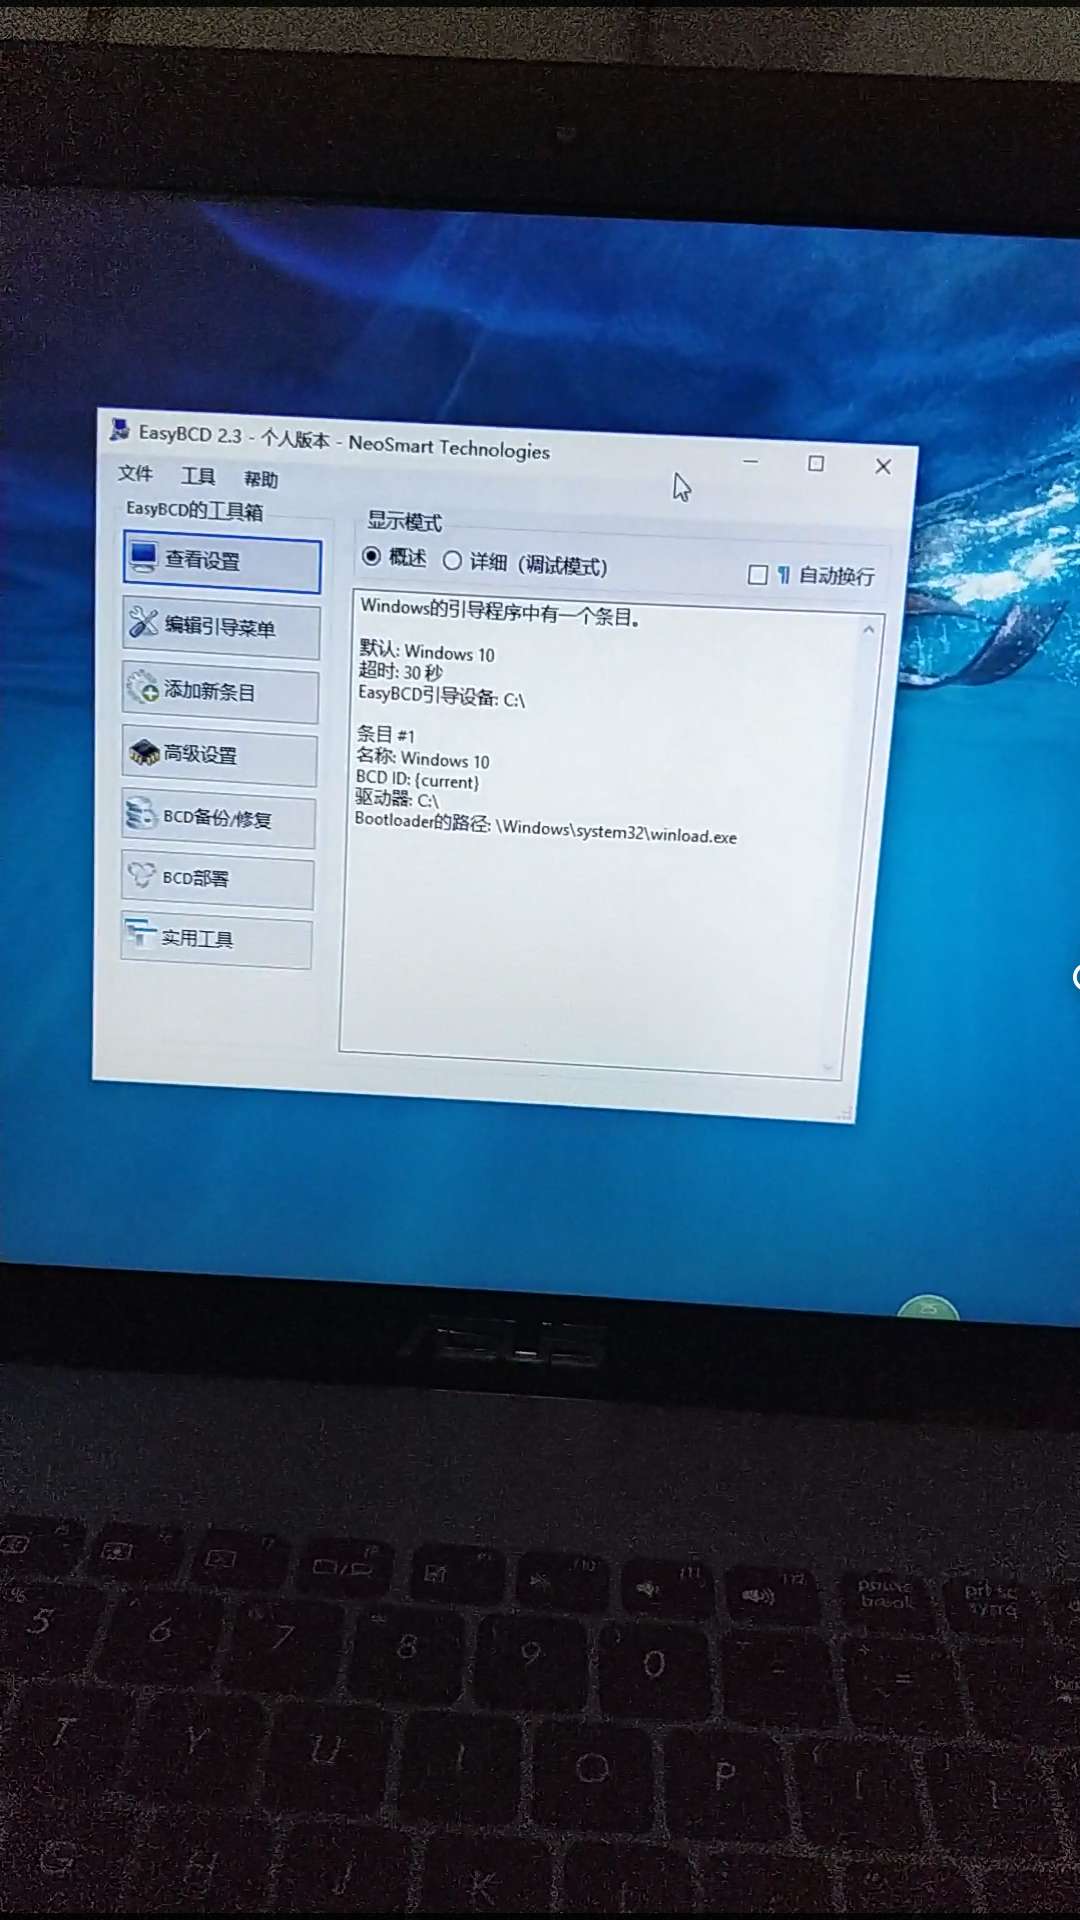 EasyBCD 2.3 - 个人版本 - NeoSmart Technologies
文件 工具 帮助
EasyBCD的工具箱
显示模式
概述 详细 (调试模式)
¶ 自动换行
查看设置
编辑引导菜单
添加新条目
高级设置
BCD备份/修复
BCD部署
实用工具
Windows的引导程序中有一个条目。
默认: Windows 10
超时: 30 秒
EasyBCD引导设备: C:\
条目 #1
名称: Windows 10
BCD ID: {current}
驱动器: C:\
Bootloader的路径: \Windows\system32\winload.exe
25
5 6 7 8 9 0 - =
T Y U I O P [ ]
G H J K